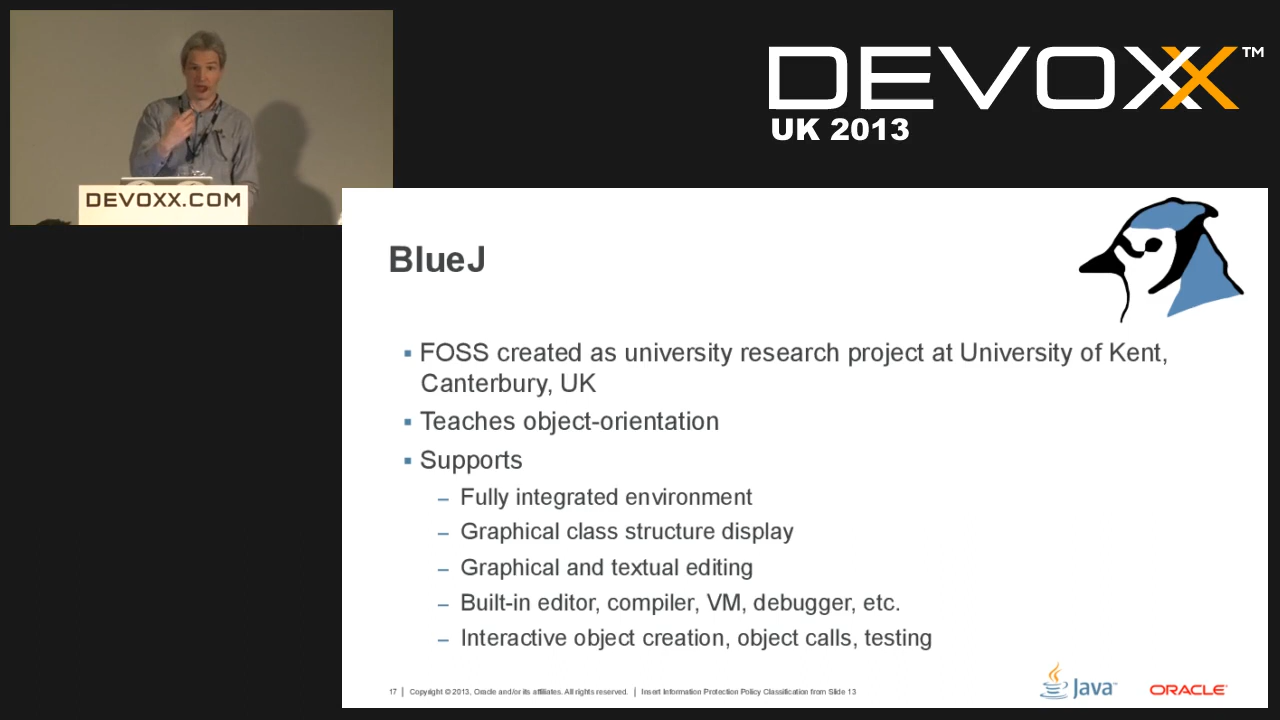 DEVOXX™
UK 2013
DEVOXX.COM
BlueJ
▪ FOSS created as university research project at University of Kent,
Canterbury, UK
▪ Teaches object-orientation
▪ Supports
– Fully integrated environment
– Graphical class structure display
– Graphical and textual editing
– Built-in editor, compiler, VM, debugger, etc.
– Interactive object creation, object calls, testing
17 | Copyright © 2013, Oracle and/or its affiliates. All rights reserved. | Insert Information Protection Policy Classification from Slide 13
Java™
ORACLE